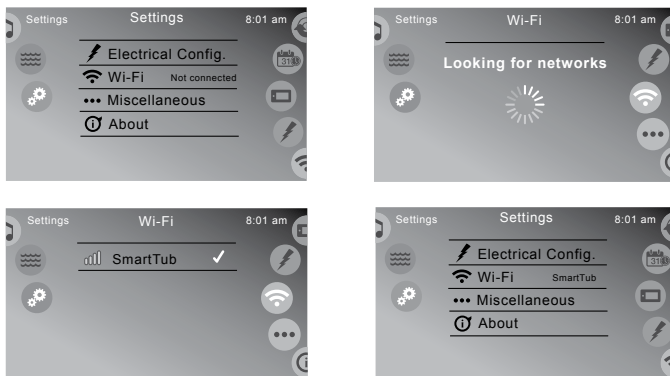 Settings Settings 8:01 am
Electrical Config.
Wi-Fi Not connected
Miscellaneous
About
31
Settings Wi-Fi 8:01 am
Looking for networks
Settings Wi-Fi 8:01 am
SmartTub
Settings Settings 8:01 am
Electrical Config.
Wi-Fi SmartTub
Miscellaneous
About
31